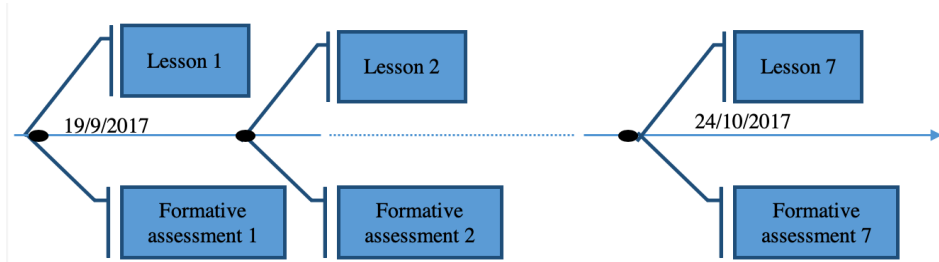 Lesson 1
Lesson 2
Lesson 7
19/9/2017
24/10/2017
Formative
assessment 1
Formative
assessment 2
Formative
assessment 7